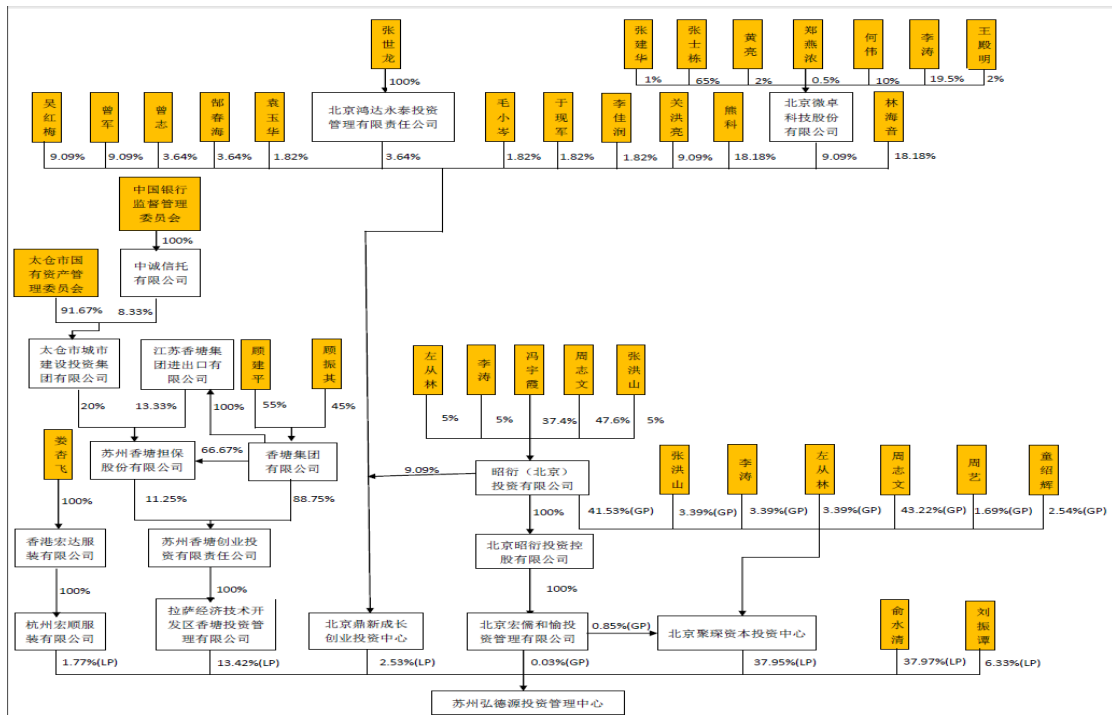 张世龙
张建华
张士栋
黄亮
郑燕浓
何伟
李涛
王殿明
100%
1%
65%
2%
0.5%
10%
19.5%
2%
吴红梅
曾军
曾志
郜春海
袁玉华
北京鸿达永泰投资
管理有限责任公司
毛小岑
于现军
李佳润
关洪亮
熊科
北京微卓
科技股份
有限公司
林海音
9.09%
9.09%
3.64%
3.64%
1.82%
3.64%
1.82%
1.82%
1.82%
9.09%
18.18%
9.09%
18.18%
中国银行
监督管理
委员会
100%
太仓市国
有资产管
理委员会
中诚信托
有限公司
91.67%
8.33%
太仓市城市
建设投资集
团有限公司
江苏香塘集
团进出口有
限公司
顾建平
顾振其
左从林
李涛
冯宇霞
周志文
张洪山
20%
13.33%
100%
55%
45%
5%
5%
37.4%
47.6%
5%
姜杏飞
苏州香塘担保
股份有限公司
66.67%
香塘集团
有限公司
9.09%
昭衍（北京）
投资有限公司
张洪山
李涛
左从林
周志文
周艺
童绍辉
100%
11.25%
88.75%
100%
41.53%(GP)
3.39%(GP)
3.39%(GP)
3.39%(GP)
43.22%(GP)
1.69%(GP)
2.54%(GP)
香港宏达服
装有限公司
苏州香塘创业投
资有限责任公司
北京昭衍投资控
股有限公司
100%
100%
100%
杭州宏顺服
装有限公司
拉萨经济技术开
发区香塘投资管
理有限公司
北京鼎新成长
创业投资中心
北京宏儒和愉投
资管理有限公司
0.85%(GP)
北京聚琛资本投资中心
俞水清
刘振谭
1.77%(LP)
13.42%(LP)
2.53%(LP)
0.03%(GP)
37.95%(LP)
37.97%(LP)
6.33%(LP)
苏州弘德源投资管理中心